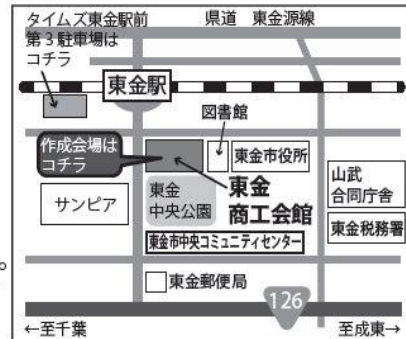 タイムズ東金駅前
第3駐車場は
コチラ
県道 東金源線
東金駅
図書館
作成会場は
コチラ
東金市役所
東金
商工会館
山武
合同庁舎
サンピア
東金
中央公園
東金税務署
東金市中央コミュニティセンター
東金郵便局
126
←至千葉
至成東→
。